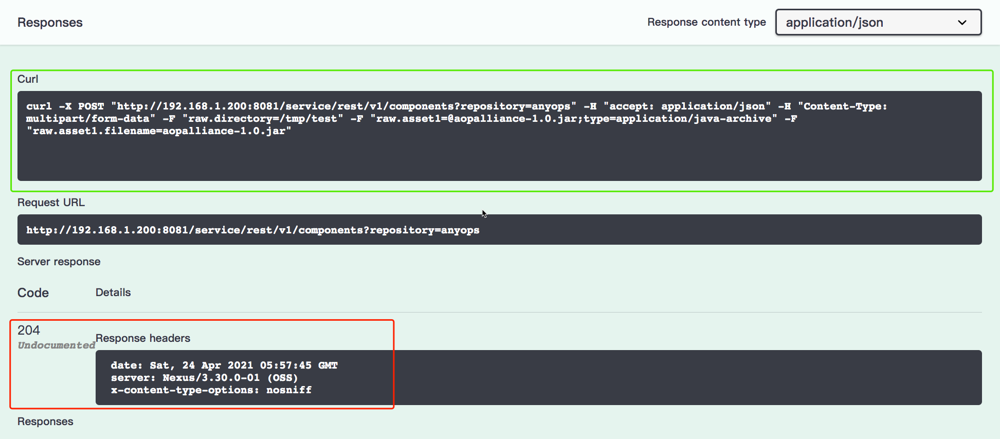 Responses
Response content type
application/json
Curl
curl -X POST "http://192.168.1.200:8081/service/rest/v1/components?repository=anyops" -H "accept: application/json" -H "Content-Type:
multipart/form-data" -F "raw.directory=/tmp/test" -F "raw.asset1=@aopalliance-1.0.jar;type=application/java-archive" -F
"raw.asset1.filename=aopalliance-1.0.jar"
Request URL
http://192.168.1.200:8081/service/rest/v1/components?repository=anyops
Server response
Code Details
204
Undocumented
Response headers
date: Sat, 24 Apr 2021 05:57:45 GMT
server: Nexus/3.30.0-01 (OSS)
x-content-type-options: nosniff
Responses